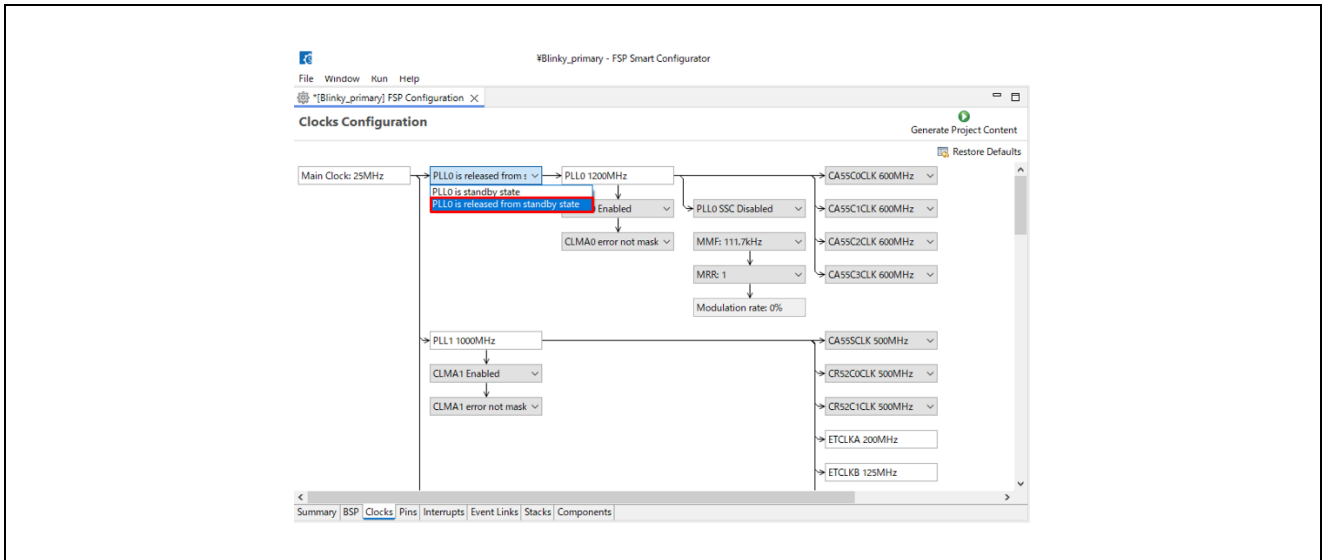 ¥Blinky_primary - FSP Smart Configurator
File Window Run Help
*[Blinky_primary] FSP Configuration
Clocks Configuration
Generate Project Content
Restore Defaults
Main Clock: 25MHz
PLL0 is released from s
PLL0 1200MHz
CA55C0CLK 600MHz
PLL0 is standby state
PLL0 is released from standby state
Enabled
PLL0 SSC Disabled
CA55C1CLK 600MHz
CLMA0 error not mask
MMF: 111.7kHz
CA55C2CLK 600MHz
MRR: 1
CA55C3CLK 600MHz
Modulation rate: 0%
PLL1 1000MHz
CA55SCLK 500MHz
CLMA1 Enabled
CR52C0CLK 500MHz
CLMA1 error not mask
CR52C1CLK 500MHz
ETCLKA 200MHz
ETCLKB 125MHz
Summary BSP Clocks Pins Interrupts Event Links Stacks Components